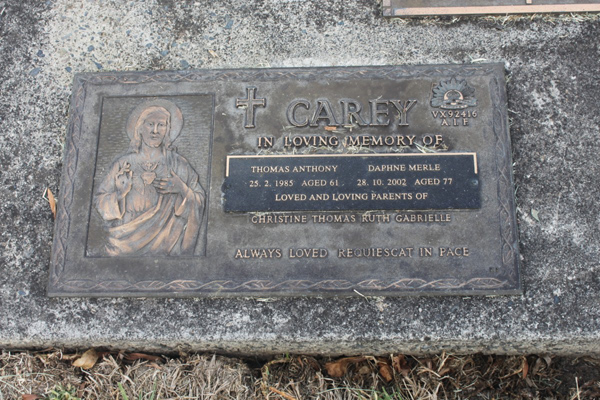 CAREY
VX92416
A.I.F.
IN LOVING MEMORY OF
THOMAS ANTHONY DAPHNE MERLE
25. 2. 1985 AGED 61 28. 10. 2002 AGED 77
LOVED AND LOVING PARENTS OF
CHRISTINE THOMAS RUTH GABRIELLE
ALWAYS LOVED REQUIESCAT IN PACE